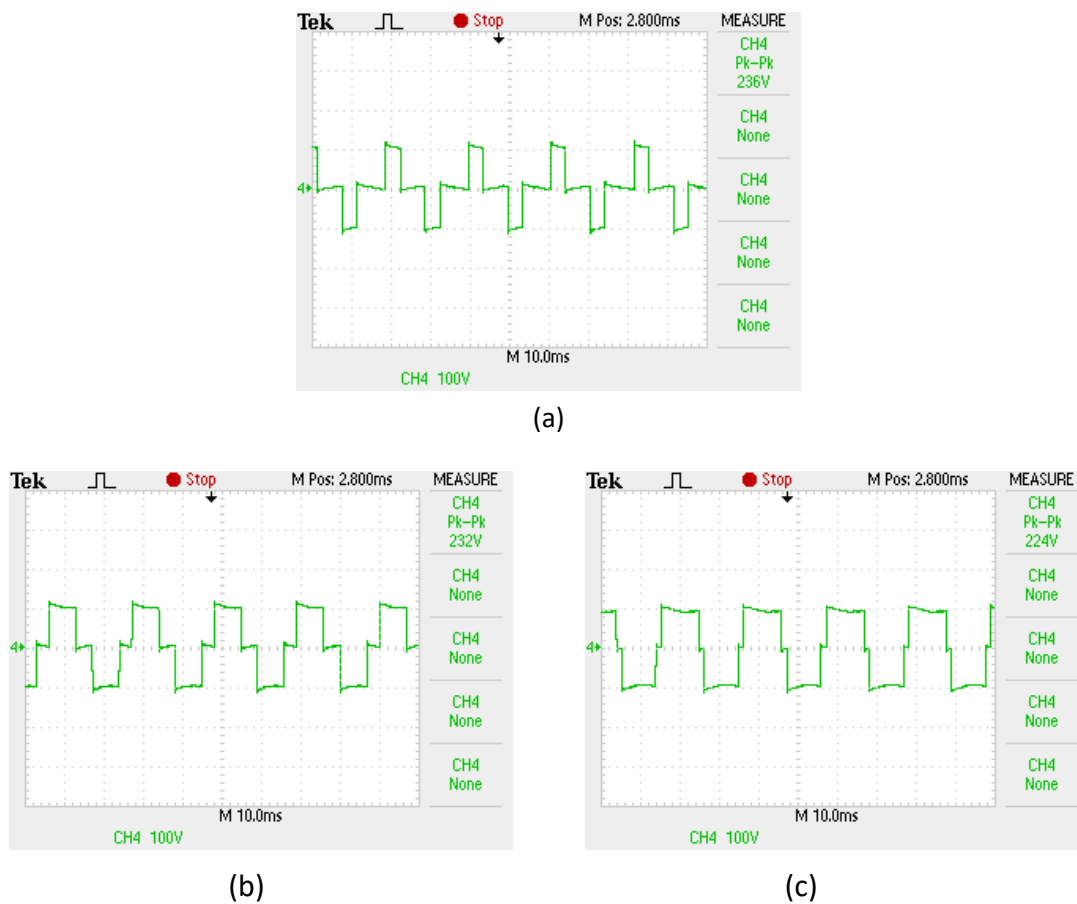 Tek Stop M Pos: 2.800ms MEASURE
CH4
Pk-Pk
236V
CH4
None
CH4
None
CH4
None
CH4
None
4
M 10.0ms
CH4 100V
(a)
Tek Stop M Pos: 2.800ms MEASURE
CH4
Pk-Pk
232V
CH4
None
CH4
None
CH4
None
CH4
None
4
M 10.0ms
CH4 100V
(b)
Tek Stop M Pos: 2.800ms MEASURE
CH4
Pk-Pk
224V
CH4
None
CH4
None
CH4
None
CH4
None
4
M 10.0ms
CH4 100V
(c)